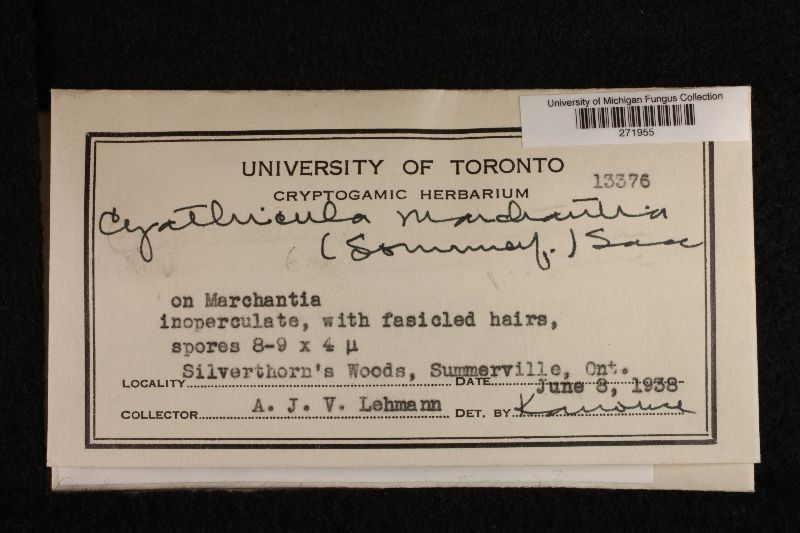 University of Michigan Fungus Collection
271955
UNIVERSITY OF TORONTO
13376
CRYPTOGAMIC HERBARIUM
Cyathicula Marchantia
(Sommerf.) Sacc
on Marchantia
inoperculate, with fasicled hairs,
spores 8-9 x 4 µ
LOCALITY Silverthorn's Woods, Summerville, Ont.
DATE June 8, 1938
COLLECTOR A. J. V. Lehmann DET. BY Kanouse